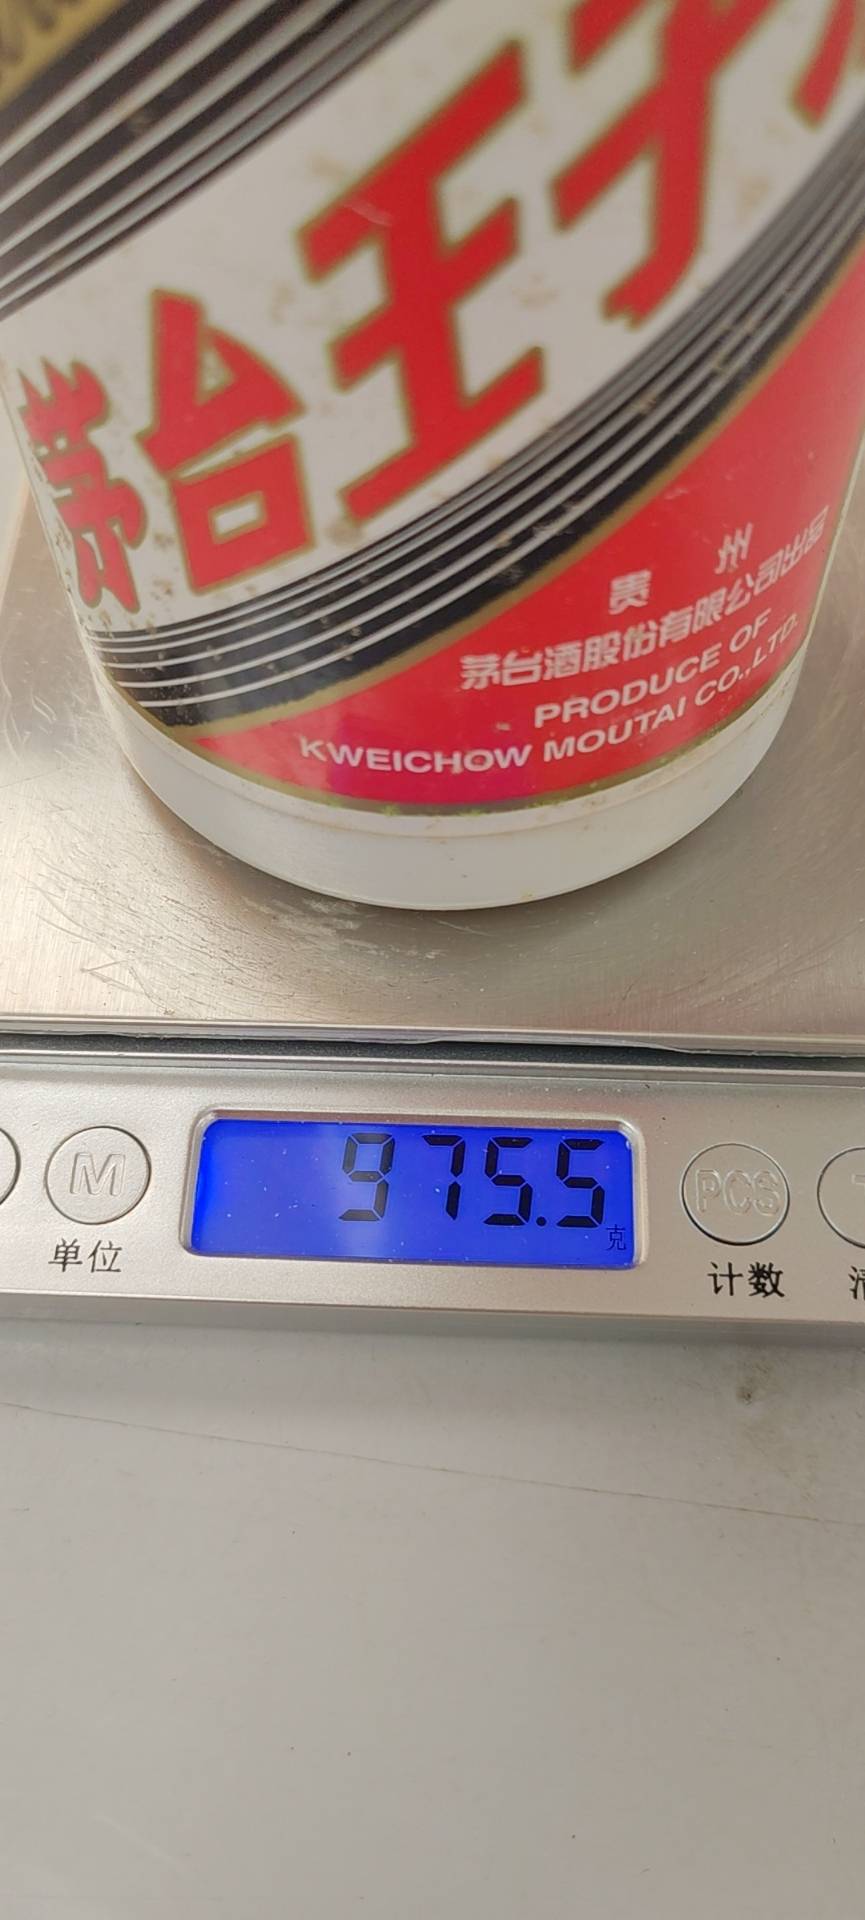 茅台王子
贵 州
茅台酒股份有限公司出品
PRODUCE OF
KWEICHOW MOUTAI CO.,LTD.
975.5
克
M
PCS
单位
计数